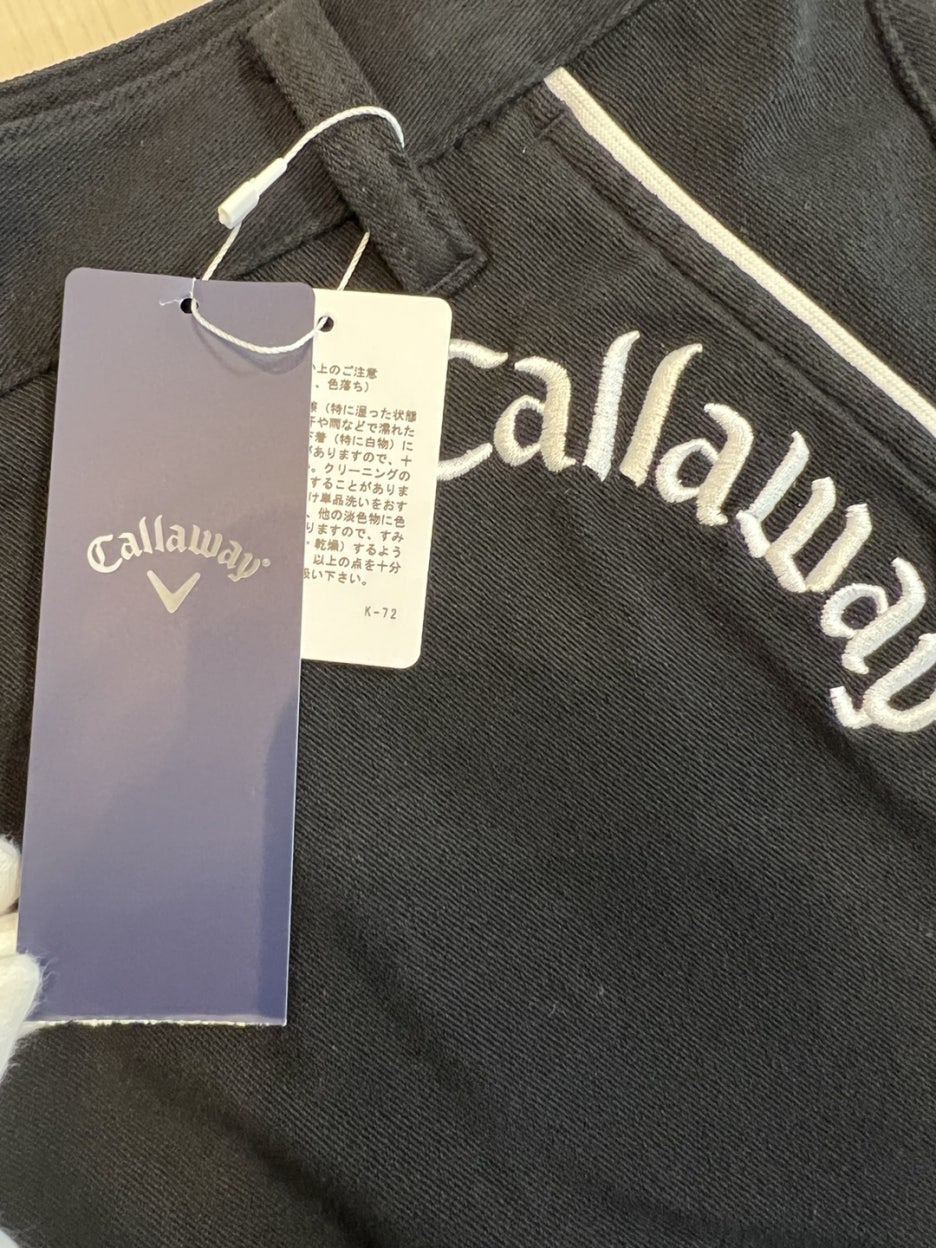 Callaway
Callaway®
い上のご注意
、色落ち）
（特に湿った状態
汗や雨などで濡れた
下着（特に白物）に
がありますので、十
。クリーニングの
することがありま
け単品洗いをおす
、他の淡色物に色
りますので、すみ
・乾燥）するよう
以上の点を十分
扱い下さい。
K-72